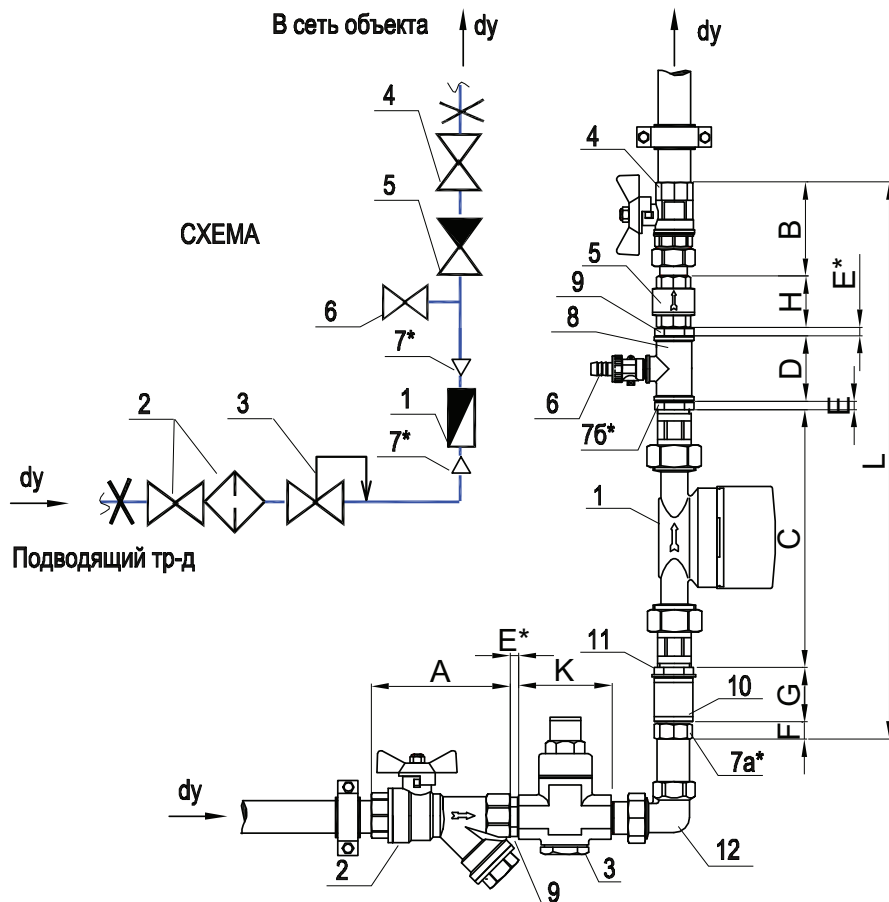 В сеть объекта
dy
dy
4
5
СХЕМА
6
7*
2
3
1
7*
dy
Подводящий тр-д
4
B
5
H
E*
9
8
D
6
7б*
E
L
1
C
11
E*
K
A
10
G
F
7а*
dy
2
9
3
12